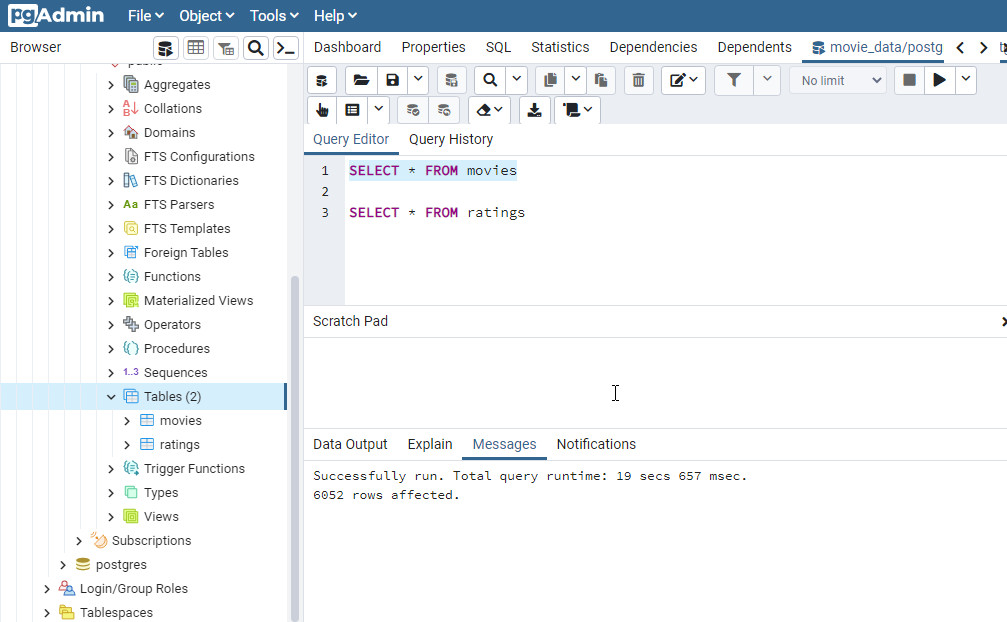 pgAdmin File Object Tools Help
Browser
Dashboard Properties SQL Statistics Dependencies Dependents movie_data/postg
No limit
Query Editor Query History
1 SELECT * FROM movies
2
3 SELECT * FROM ratings
Scratch Pad
Data Output Explain Messages Notifications
Successfully run. Total query runtime: 19 secs 657 msec.
6052 rows affected.
Aggregates
Collations
Domains
FTS Configurations
FTS Dictionaries
Aa FTS Parsers
FTS Templates
Foreign Tables
Functions
Materialized Views
Operators
Procedures
1..3 Sequences
Tables (2)
movies
ratings
Trigger Functions
Types
Views
Subscriptions
postgres
Login/Group Roles
Tablespaces